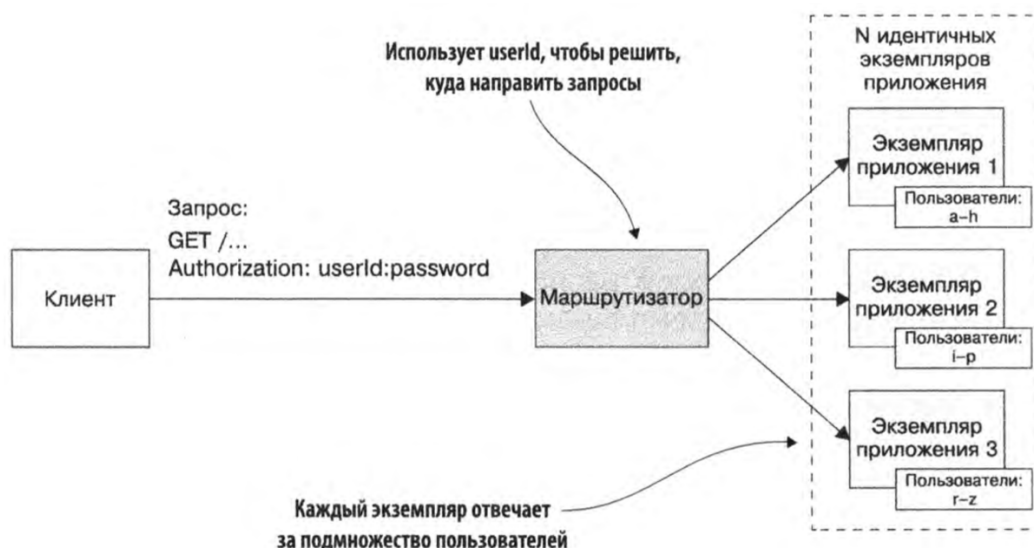 Использует userId, чтобы решить,
куда направить запросы
N идентичных
экземпляров
приложения
Запрос:
GET /...
Authorization: userId:password
Клиент
Маршрутизатор
Экземпляр
приложения 1
Пользователи:
a–h
Экземпляр
приложения 2
Пользователи:
i–p
Экземпляр
приложения 3
Пользователи:
r–z
Каждый экземпляр отвечает
за подмножество пользователей